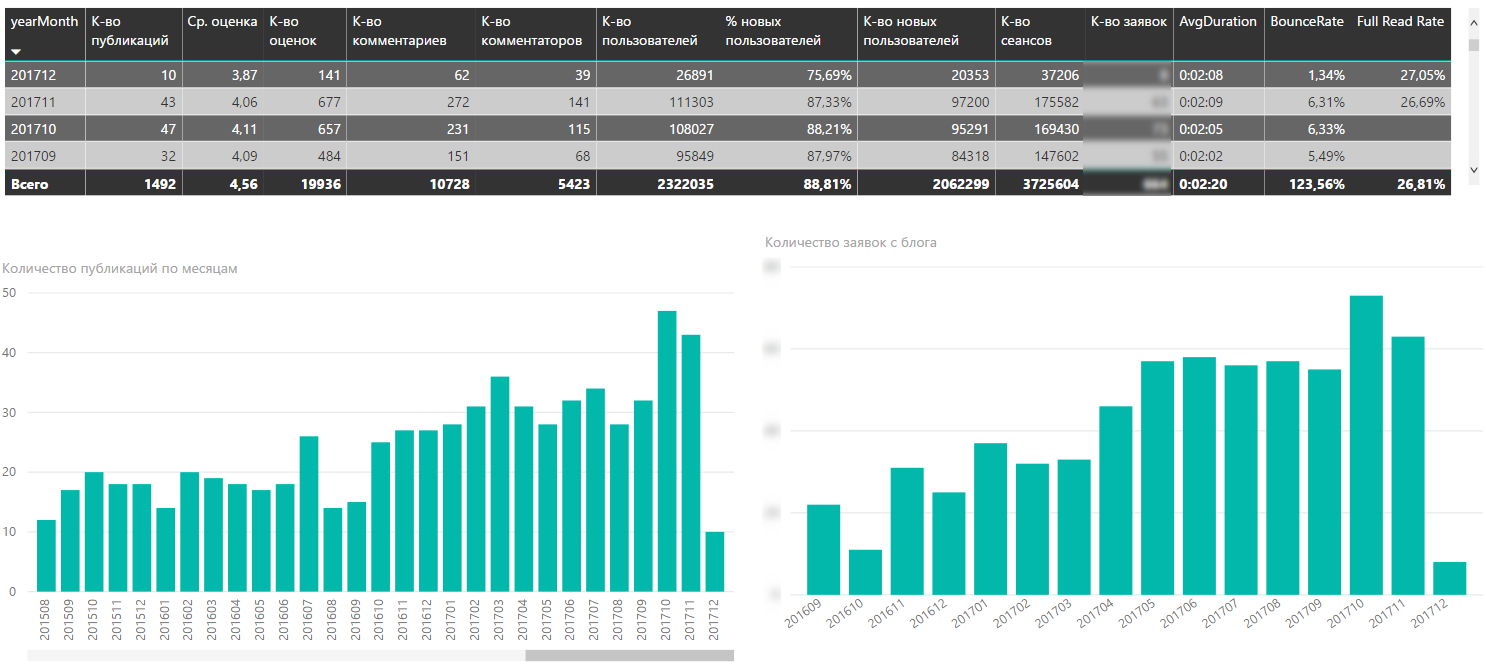 yearMonth К-во публикаций Ср. оценка К-во оценок К-во комментариев К-во комментаторов К-во пользователей % новых пользователей К-во новых пользователей К-во сеансов К-во заявок AvgDuration BounceRate Full Read Rate
201712 10 3,87 141 62 39 26891 75,69% 20353 37206 0:02:08 1,34% 27,05%
201711 43 4,06 677 272 141 111303 87,33% 97200 175582 0:02:09 6,31% 26,69%
201710 47 4,11 657 231 115 108027 88,21% 95291 169430 0:02:05 6,33%
201709 32 4,09 484 151 68 95849 87,97% 84318 147602 0:02:02 5,49%
Всего 1492 4,56 19936 10728 5423 2322035 88,81% 2062299 3725604 0:02:20 123,56% 26,81%
Количество публикаций по месяцам
50
40
30
20
10
0
201508 201509 201510 201511 201512 201601 201602 201603 201604 201605 201606 201607 201608 201609 201610 201611 201612 201701 201702 201703 201704 201705 201706 201707 201708 201709 201710 201711 201712
Количество заявок с блога
201609 201610 201611 201612 201701 201702 201703 201704 201705 201706 201707 201708 201709 201710 201711 201712